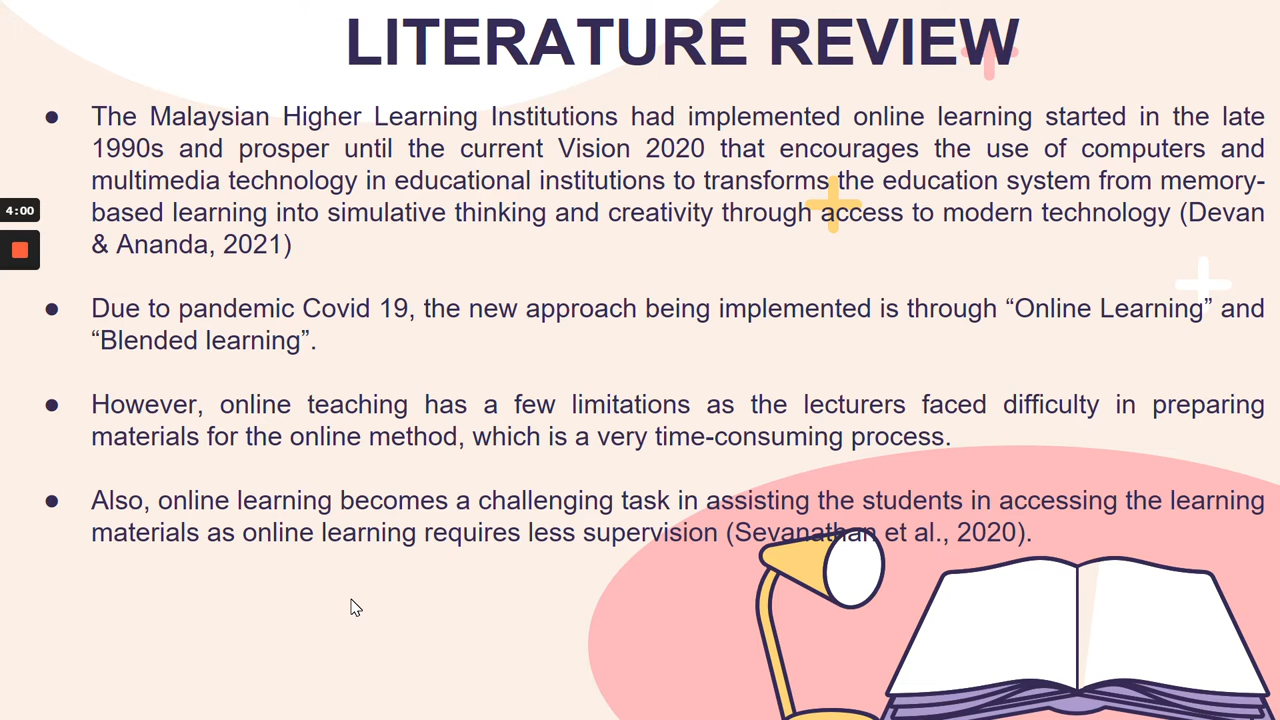 LITERATURE REVIEW
● The Malaysian Higher Learning Institutions had implemented online learning started in the late
1990s and prosper until the current Vision 2020 that encourages the use of computers and
multimedia technology in educational institutions to transforms the education system from memory-
based learning into simulative thinking and creativity through access to modern technology (Devan
& Ananda, 2021)
4:00
● Due to pandemic Covid 19, the new approach being implemented is through “Online Learning” and
“Blended learning”.
● However, online teaching has a few limitations as the lecturers faced difficulty in preparing
materials for the online method, which is a very time-consuming process.
● Also, online learning becomes a challenging task in assisting the students in accessing the learning
materials as online learning requires less supervision (Sevanathan et al., 2020).